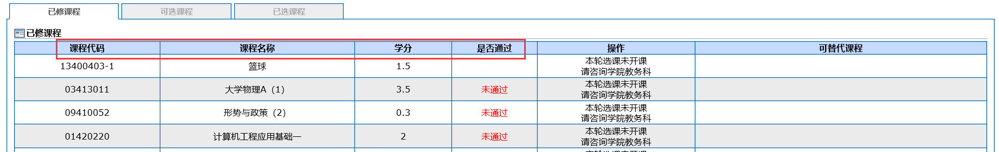 已修课程 可选课程 已选课程
已修课程
课程代码 课程名称 学分 是否通过 操作 可替代课程
13400403-1 篮球 1.5 本轮选课未开课
请咨询学院教务科
03413011 大学物理A（1） 3.5 未通过 本轮选课未开课
请咨询学院教务科
09410052 形势与政策（2） 0.3 未通过 本轮选课未开课
请咨询学院教务科
01420220 计算机工程应用基础一 2 未通过 本轮选课未开课
请咨询学院教务科